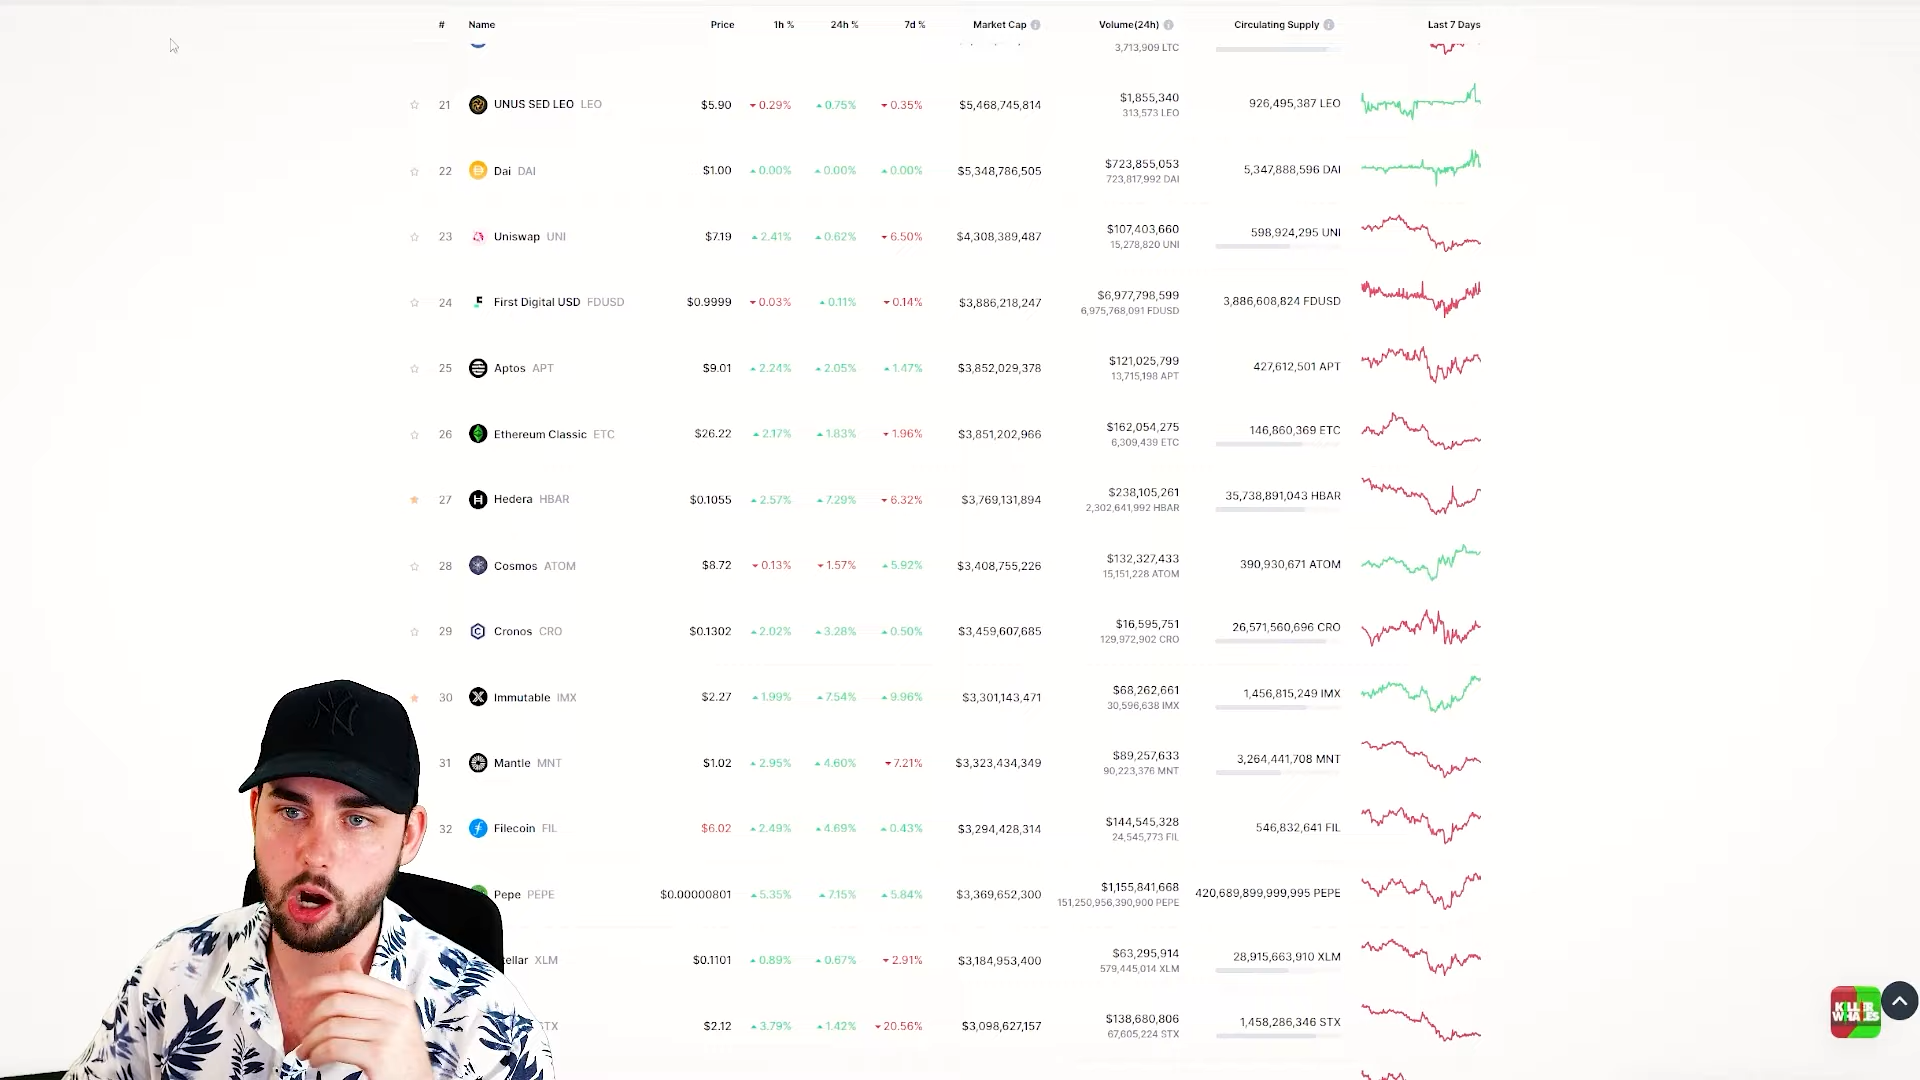 # Name Price 1h % 24h % 7d % Market Cap Volume(24h) Circulating Supply Last 7 Days
3,713,909 LTC
21 UNUS SED LEO LEO $5.90 0.29% 0.75% 0.35% $5,468,745,814 $1,855,340 926,495,387 LEO
313,573 LEO
22 Dai DAI $1.00 0.00% 0.00% 0.00% $5,348,786,505 $723,855,053 5,347,888,596 DAI
723,817,992 DAI
23 Uniswap UNI $7.19 2.41% 0.62% 6.50% $4,308,389,487 $107,403,660 598,924,295 UNI
15,278,820 UNI
24 First Digital USD FDUSD $0.9999 0.03% 0.11% 0.14% $3,886,218,247 $6,977,798,599 3,886,608,824 FDUSD
6,975,768,091 FDUSD
25 Aptos APT $9.01 2.24% 2.05% 1.47% $3,852,029,378 $121,025,799 427,612,501 APT
13,715,198 APT
26 Ethereum Classic ETC $26.22 2.17% 1.83% 1.96% $3,851,202,966 $162,054,275 146,860,369 ETC
6,309,439 ETC
27 Hedera HBAR $0.1055 2.57% 7.29% 6.32% $3,769,131,894 $238,105,261 35,738,891,043 HBAR
2,302,641,992 HBAR
28 Cosmos ATOM $8.72 0.13% 1.57% 5.92% $3,408,755,226 $132,327,433 390,930,671 ATOM
15,151,228 ATOM
29 Cronos CRO $0.1302 2.02% 3.28% 0.50% $3,459,607,685 $16,595,751 26,571,560,696 CRO
129,972,902 CRO
30 Immutable IMX $2.27 1.99% 7.54% 9.96% $3,301,143,471 $68,262,661 1,456,815,249 IMX
30,596,638 IMX
31 Mantle MNT $1.02 2.95% 4.60% 7.21% $3,323,434,349 $89,257,633 3,264,441,708 MNT
90,223,376 MNT
32 Filecoin FIL $6.02 2.49% 4.69% 0.43% $3,294,428,314 $144,545,328 546,832,641 FIL
24,545,773 FIL
Pepe PEPE $0.00000801 5.35% 7.15% 5.84% $3,369,652,300 $1,155,841,668 420,689,899,999,995 PEPE
151,250,956,390,900 PEPE
tellar XLM $0.1101 0.89% 0.67% 2.91% $3,184,953,400 $63,295,914 28,915,663,910 XLM
579,445,014 XLM
STX $2.12 3.79% 1.42% 20.56% $3,098,627,157 $138,680,806 1,458,286,346 STX
67,605,224 STX
KILLER
WHALES